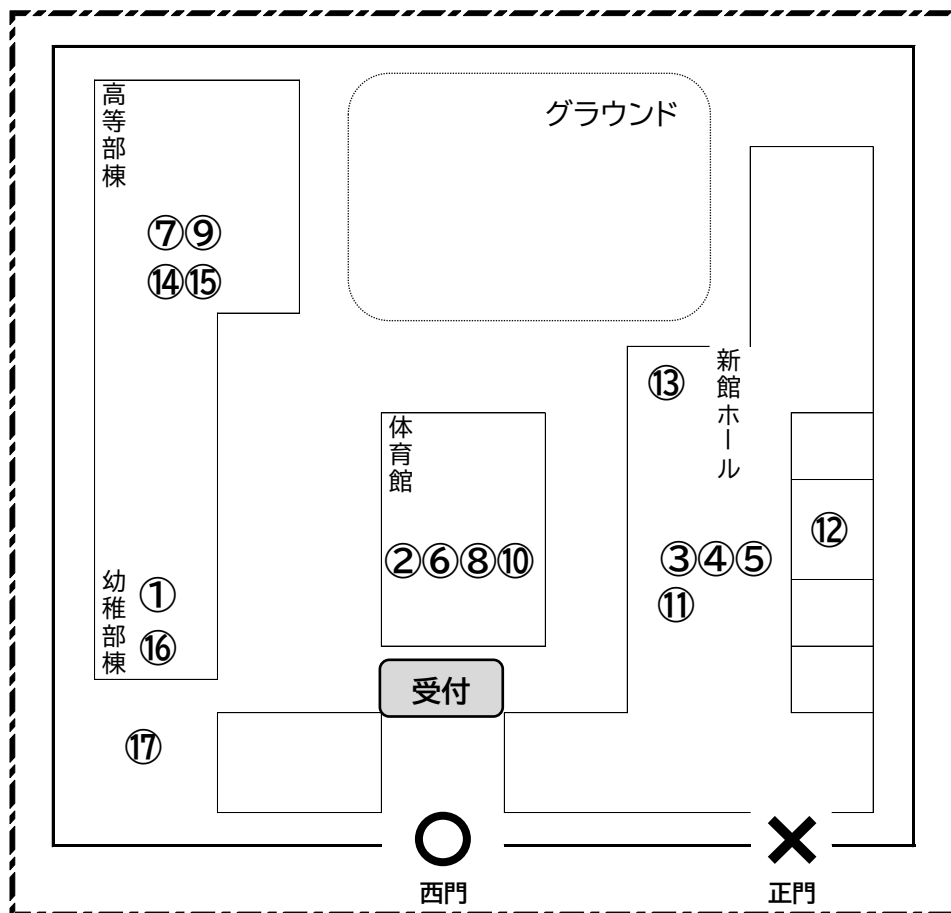 高等部棟
グラウンド
⑦⑨
⑭⑮
新館ホール
⑬
体育館
②⑥⑧⑩
③④⑤
⑪
⑫
幼稚部棟
①
⑯
受付
⑰
○
×
西門
正門